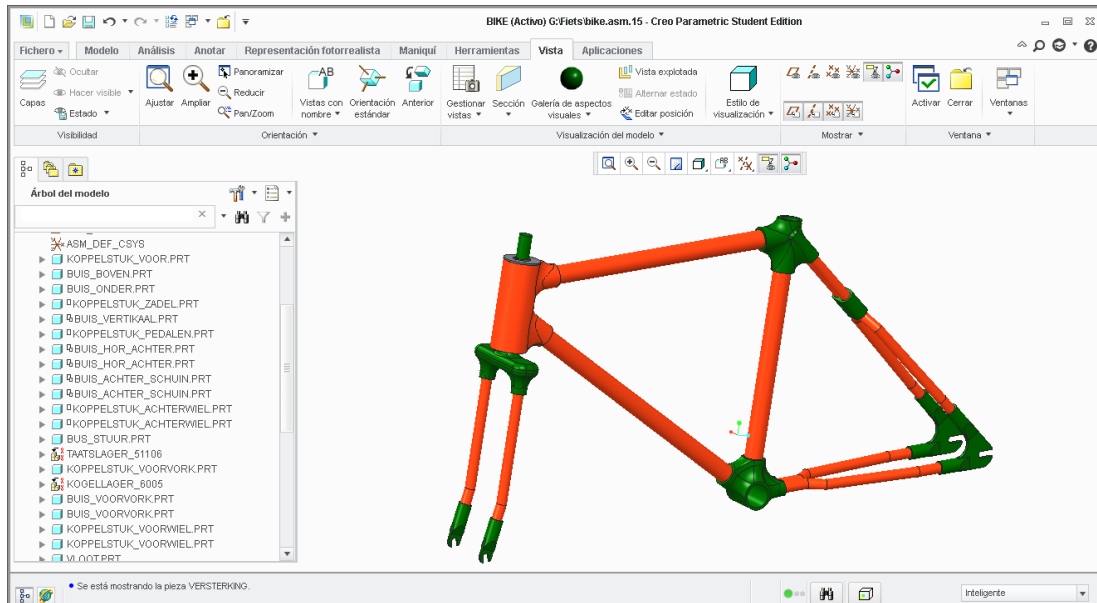 BIKE (Activo) G:\Fiets\bike.asm.15 - Creo Parametric Student Edition
Fichero Modelo Análisis Anotar Representación fotorrealista Maniquí Herramientas Vista Aplicaciones
Capas
Ocultar
Hacer visible
Estado
Visibilidad
Ajustar
Ampliar
Panoramizar
Reducir
Pan/Zoom
Vistas con nombre
Orientación estándar
Anterior
Orientación
Gestionar vistas
Sección
Galería de aspectos visuales
Vista explotada
Alternar estado
Editar posición
Estilo de visualización
Visualización del modelo
Mostrar
Activar
Cerrar
Ventanas
Ventana
Árbol del modelo
ASM_DEF_CSYS
KOPPELSTUK_VOOR.PRT
BUIS_BOVEN.PRT
BUIS_ONDER.PRT
KOPPELSTUK_ZADEL.PRT
BUIS_VERTIKAAL.PRT
KOPPELSTUK_PEDALEN.PRT
BUIS_HOR_ACHTER.PRT
BUIS_HOR_ACHTER.PRT
BUIS_ACHTER_SCHUIN.PRT
BUIS_ACHTER_SCHUIN.PRT
KOPPELSTUK_ACHTERWIEL.PRT
KOPPELSTUK_ACHTERWIEL.PRT
BUS_STUUR.PRT
TAATSLAGER_51106
KOPPELSTUK_VOORVORK.PRT
KOGELLAGER_6005
BUIS_VOORVORK.PRT
BUIS_VOORVORK.PRT
KOPPELSTUK_VOORWIEL.PRT
KOPPELSTUK_VOORWIEL.PRT
Se está mostrando la pieza VERSTERKING.
Inteligente